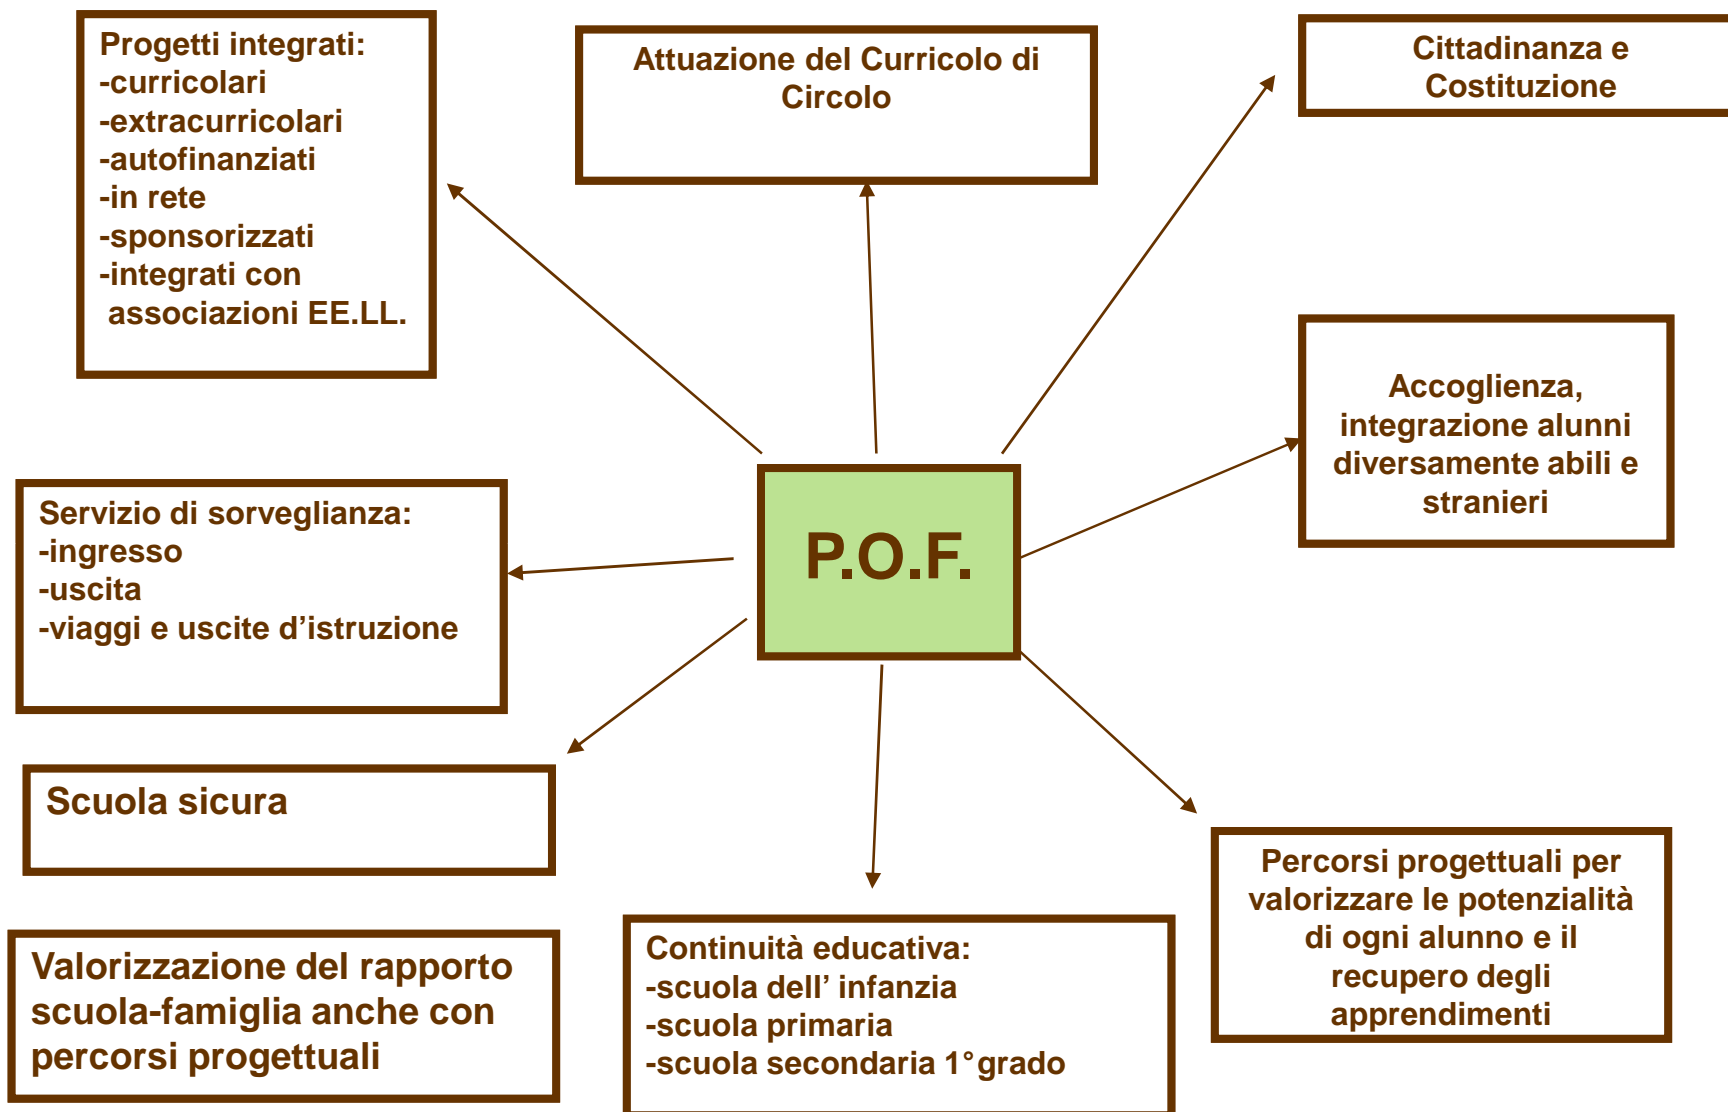 Progetti integrati:
-curricolari
-extracurricolari
-autofinanziati
-in rete
-sponsorizzati
-integrati con
associazioni EE.LL.
Attuazione del Curricolo di
Circolo
Cittadinanza e
Costituzione
Accoglienza,
integrazione alunni
diversamente abili e
stranieri
Servizio di sorveglianza:
-ingresso
-uscita
-viaggi e uscite d’istruzione
P.O.F.
Scuola sicura
Valorizzazione del rapporto
scuola-famiglia anche con
percorsi progettuali
Continuità educativa:
-scuola dell’ infanzia
-scuola primaria
-scuola secondaria 1°grado
Percorsi progettuali per
valorizzare le potenzialità
di ogni alunno e il
recupero degli
apprendimenti